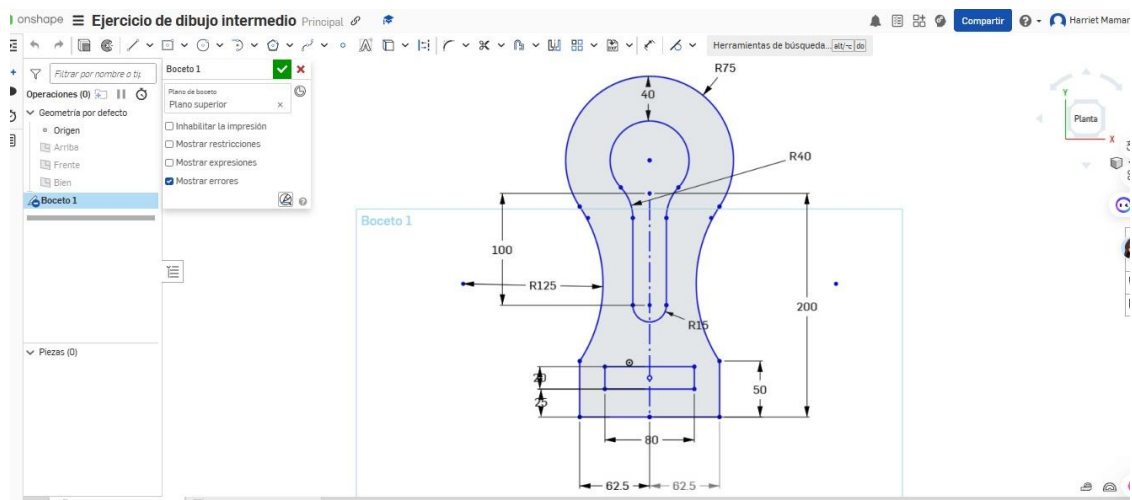 onshape Ejercicio de dibujo intermedio Principal Compartir Harriet Maman
Herramientas de búsqueda... alt/⌥ do
Filtrar por nombre o tip
Operaciones (0)
Geometría por defecto
Origen
Arriba
Frente
Bien
Boceto 1
Piezas (0)
Boceto 1
Plano de boceto
Plano superior
Inhabilitar la impresión
Mostrar restricciones
Mostrar expresiones
Mostrar errores
Boceto 1
R75
40
R40
100
R125
200
R15
20
25
50
80
62.5 62.5
Y
Planta
X